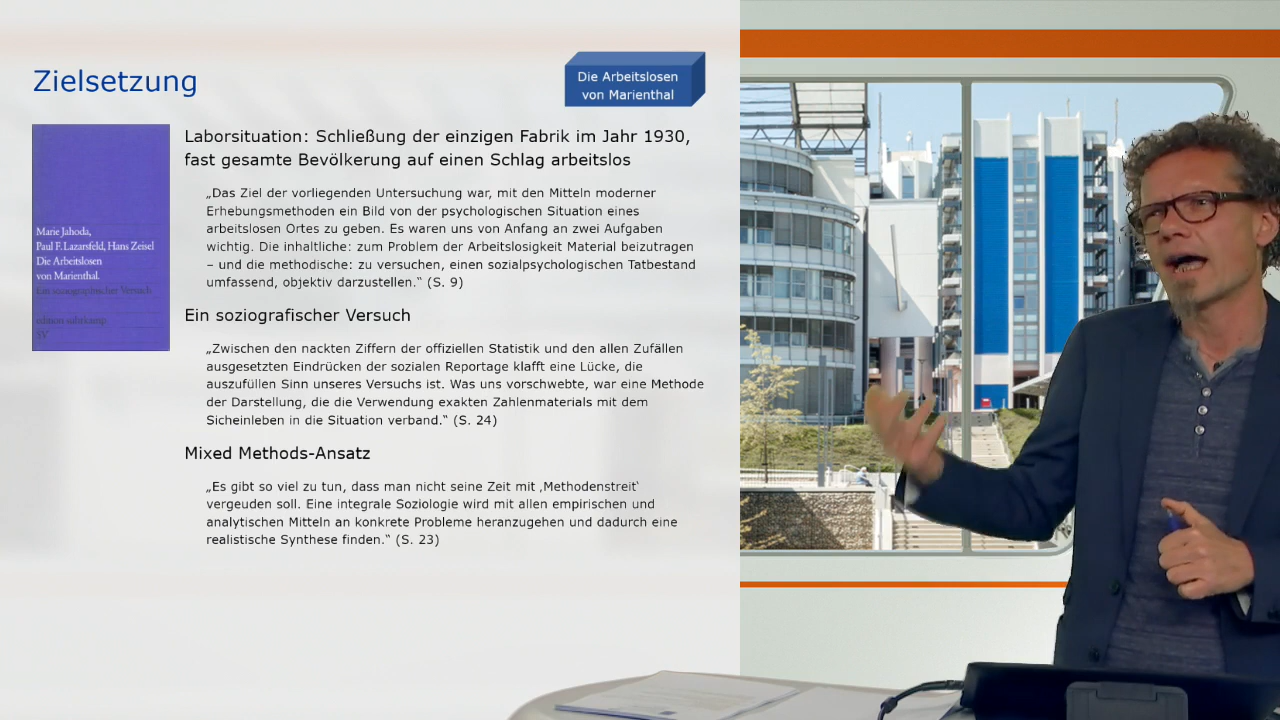 Zielsetzung
Die Arbeitslosen
von Marienthal
Marie Jahoda,
Paul F. Lazarsfeld, Hans Zeisel
Die Arbeitslosen
von Marienthal.
Ein soziographischer Versuch
edition suhrkamp
SV
Laborsituation: Schließung der einzigen Fabrik im Jahr 1930,
fast gesamte Bevölkerung auf einen Schlag arbeitslos
„Das Ziel der vorliegenden Untersuchung war, mit den Mitteln moderner
Erhebungsmethoden ein Bild von der psychologischen Situation eines
arbeitslosen Ortes zu geben. Es waren uns von Anfang an zwei Aufgaben
wichtig. Die inhaltliche: zum Problem der Arbeitslosigkeit Material beizutragen
– und die methodische: zu versuchen, einen sozialpsychologischen Tatbestand
umfassend, objektiv darzustellen.“ (S. 9)
Ein soziografischer Versuch
„Zwischen den nackten Ziffern der offiziellen Statistik und den allen Zufällen
ausgesetzten Eindrücken der sozialen Reportage klafft eine Lücke, die
auszufüllen Sinn unseres Versuchs ist. Was uns vorschwebte, war eine Methode
der Darstellung, die die Verwendung exakten Zahlenmaterials mit dem
Sicheinleben in die Situation verband.“ (S. 24)
Mixed Methods-Ansatz
„Es gibt so viel zu tun, dass man nicht seine Zeit mit ‚Methodenstreit‘
vergeuden soll. Eine integrale Soziologie wird mit allen empirischen und
analytischen Mitteln an konkrete Probleme heranzugehen und dadurch eine
realistische Synthese finden.“ (S. 23)